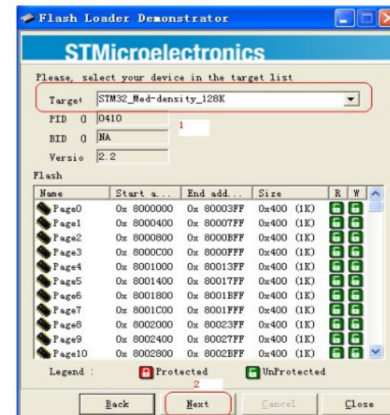 Flash Loader Demonstrator
STMicroelectronics
Please, select your device in the target list
Target STM32_Med-density_128K
PID () 0410
1
BID () NA
Versio 2.2
Flash
Name Start a... End add... Size R W
Page0 0x 8000000 0x 80003FF 0x400 (1K)
Page1 0x 8000400 0x 80007FF 0x400 (1K)
Page2 0x 8000800 0x 8000BFF 0x400 (1K)
Page3 0x 8000C00 0x 8000FFF 0x400 (1K)
Page4 0x 8001000 0x 80013FF 0x400 (1K)
Page5 0x 8001400 0x 80017FF 0x400 (1K)
Page6 0x 8001800 0x 8001BFF 0x400 (1K)
Page7 0x 8001C00 0x 8001FFF 0x400 (1K)
Page8 0x 8002000 0x 80023FF 0x400 (1K)
Page9 0x 8002400 0x 80027FF 0x400 (1K)
Page10 0x 8002800 0x 8002BFF 0x400 (1K)
Legend : Protected UnProtected
2
Back Next Cancel Close